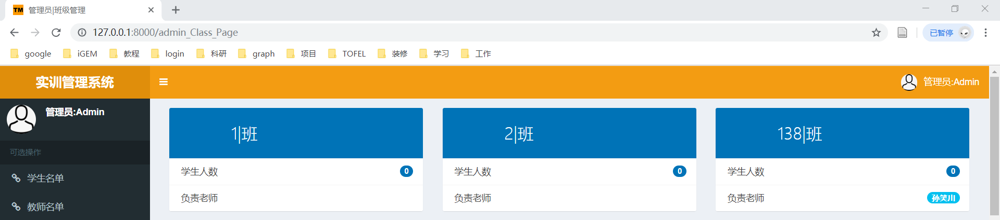 TM 管理员|班级管理
127.0.0.1:8000/admin_Class_Page
已暂停
google iGEM 教程 login 科研 graph 项目 TOFEL 装修 学习 工作
实训管理系统
管理员:Admin
管理员:Admin
可选操作
学生名单
教师名单
1|班
学生人数 0
负责老师
2|班
学生人数 0
负责老师
138|班
学生人数 0
负责老师 孙笑川